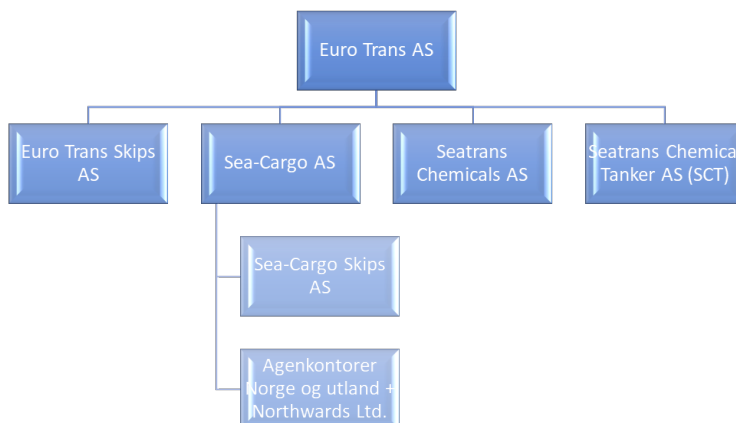 Euro Trans AS
Euro Trans Skips
AS
Sea-Cargo AS
Seatrans
Chemicals AS
Seatrans Chemica
Tanker AS (SCT)
Sea-Cargo Skips
AS
Agenkontorer
Norge og utland +
Northwards Ltd.